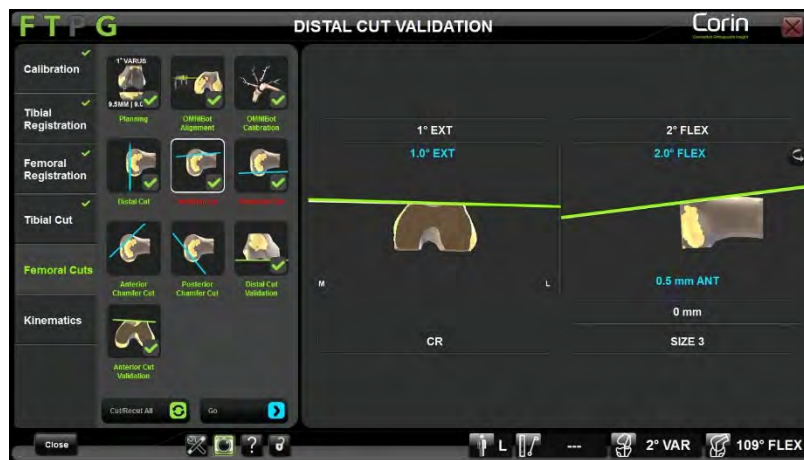 F T P G
DISTAL CUT VALIDATION
Corin
Calibration
Tibial
Registration
Femoral
Registration
Tibial Cut
Femoral Cuts
Kinematics
1° VARUS
Planning
OMNIBot
Alignment
OMNIBot
Calibration
Distal Cut
Anterior
Chamfer Cut
Posterior
Chamfer Cut
Distal Cut
Validation
Anterior Cut
Validation
Cut/Recut All
Go
1° EXT
1.0° EXT
2° FLEX
2.0° FLEX
M
L
0.5 mm ANT
0 mm
CR
SIZE 3
Close
?
L
---
2° VAR
109° FLEX